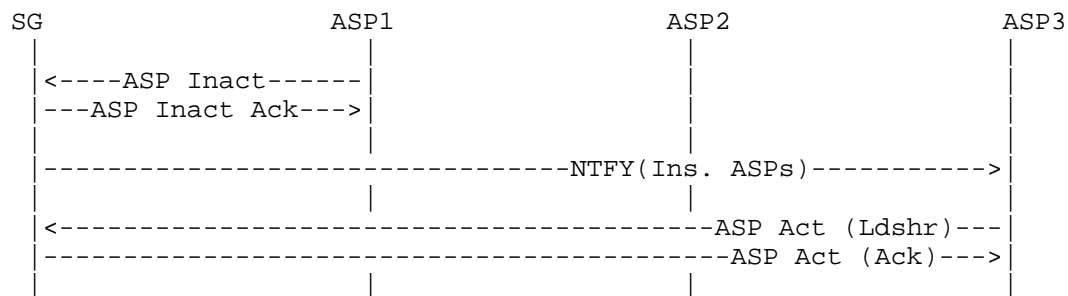 SG ASP1 ASP2 ASP3
<----ASP Inact------
---ASP Inact Ack--->
---------------------------------NTFY(Ins. ASPs)----------->
<-----------------------------------------ASP Act (Ldshr)---
-------------------------------------------ASP Act (Ack)--->